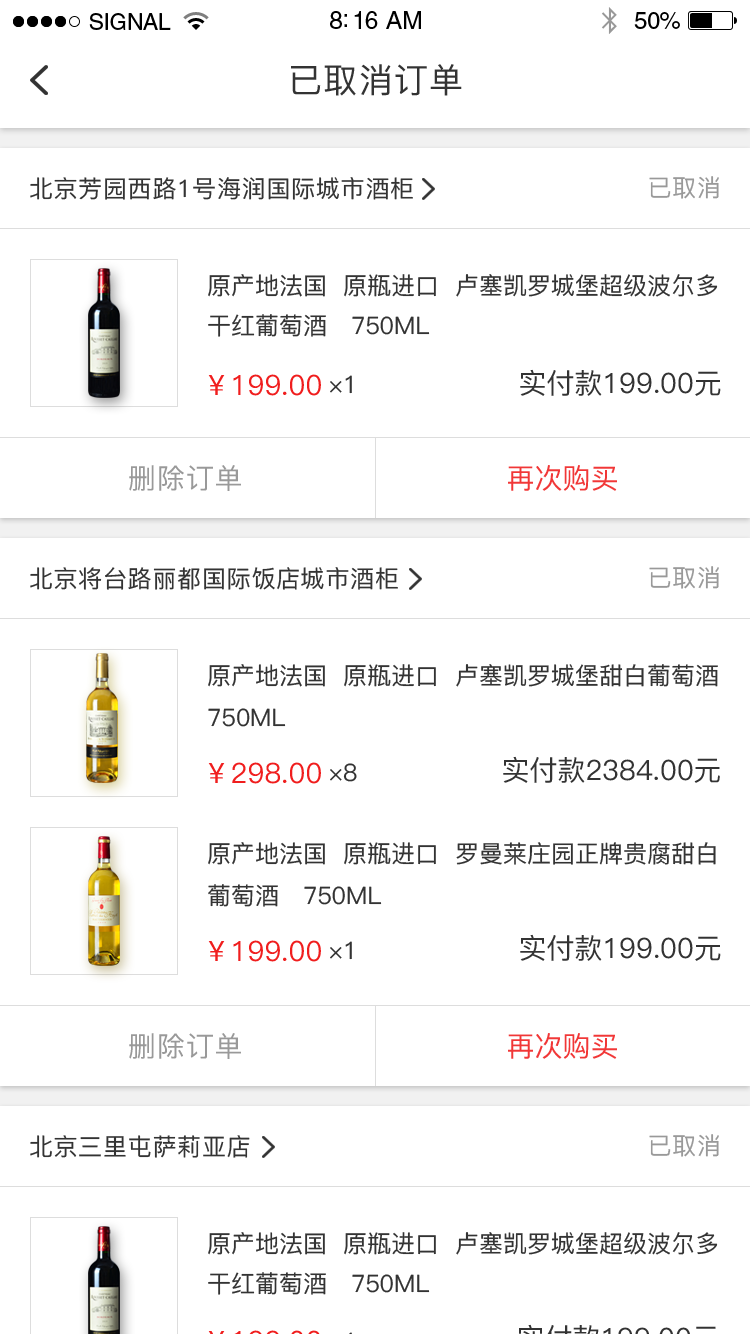 SIGNAL 8:16 AM 50%
已取消订单
北京芳园西路1号海润国际城市酒柜 已取消
原产地法国 原瓶进口 卢塞凯罗城堡超级波尔多
干红葡萄酒 750ML
¥199.00 ×1 实付款199.00元
删除订单 再次购买
北京将台路丽都国际饭店城市酒柜 已取消
原产地法国 原瓶进口 卢塞凯罗城堡甜白葡萄酒
750ML
¥298.00 ×8 实付款2384.00元
原产地法国 原瓶进口 罗曼莱庄园正牌贵腐甜白
葡萄酒 750ML
¥199.00 ×1 实付款199.00元
删除订单 再次购买
北京三里屯萨莉亚店 已取消
原产地法国 原瓶进口 卢塞凯罗城堡超级波尔多
干红葡萄酒 750ML